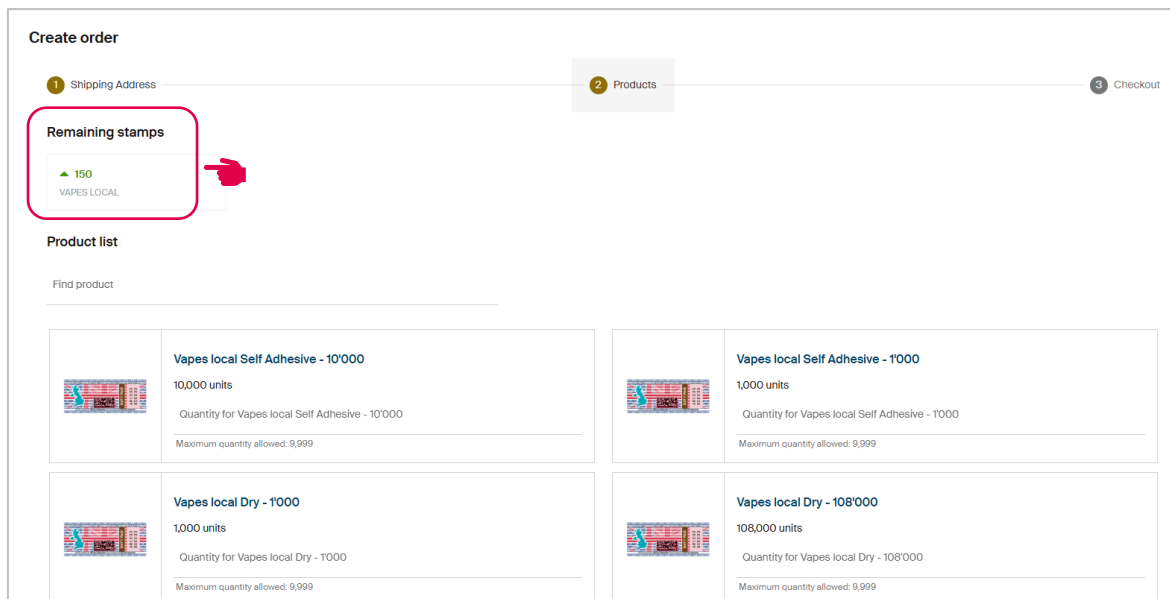 Create order
1 Shipping Address
2 Products
3 Checkout
Remaining stamps
150
VAPES LOCAL
Product list
Find product
Vapes local Self Adhesive - 10'000
10,000 units
Quantity for Vapes local Self Adhesive - 10'000
Maximum quantity allowed: 9,999
Vapes local Self Adhesive - 1'000
1,000 units
Quantity for Vapes local Self Adhesive - 1'000
Maximum quantity allowed: 9,999
Vapes local Dry - 1'000
1,000 units
Quantity for Vapes local Dry - 1'000
Maximum quantity allowed: 9,999
Vapes local Dry - 108'000
108,000 units
Quantity for Vapes local Dry - 108'000
Maximum quantity allowed: 9,999